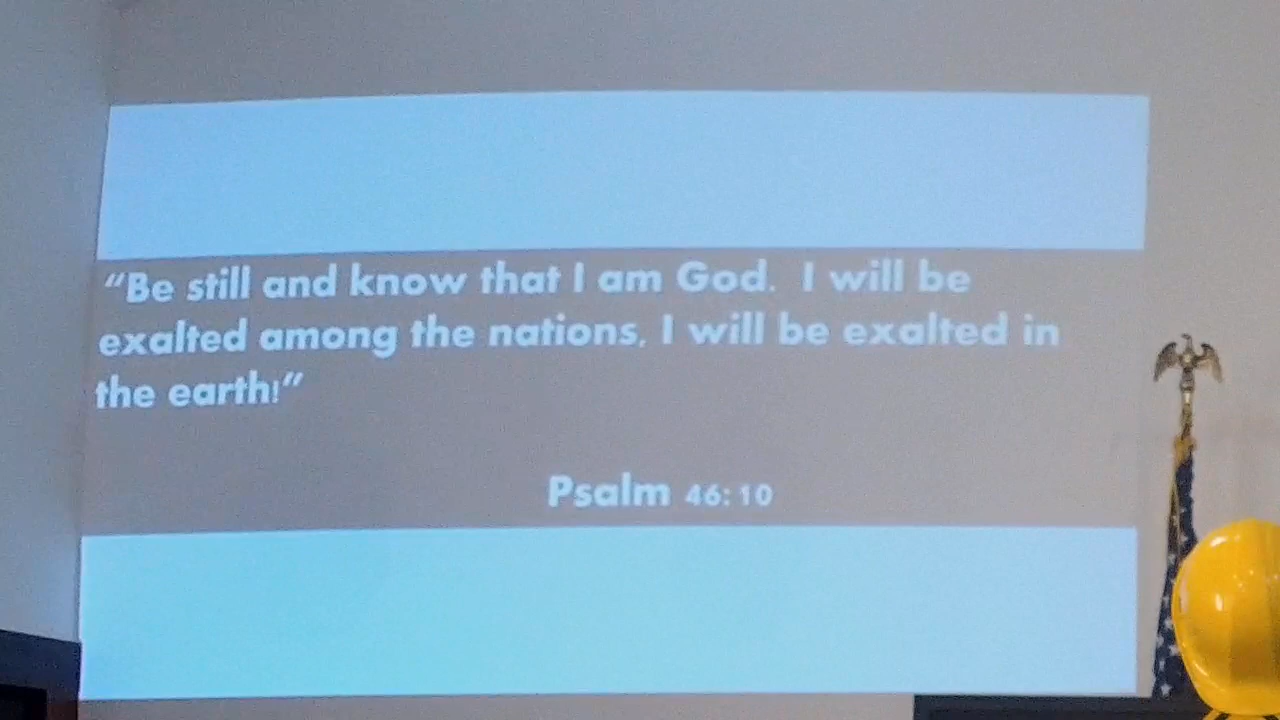 “Be still and know that I am God.  I will be
exalted among the nations, I will be exalted in
the earth!”
Psalm 46:10